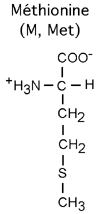 Méthionine
(M, Met)
COO⁻
⁺H₃N–C–H
CH₂
CH₂
S
CH₃